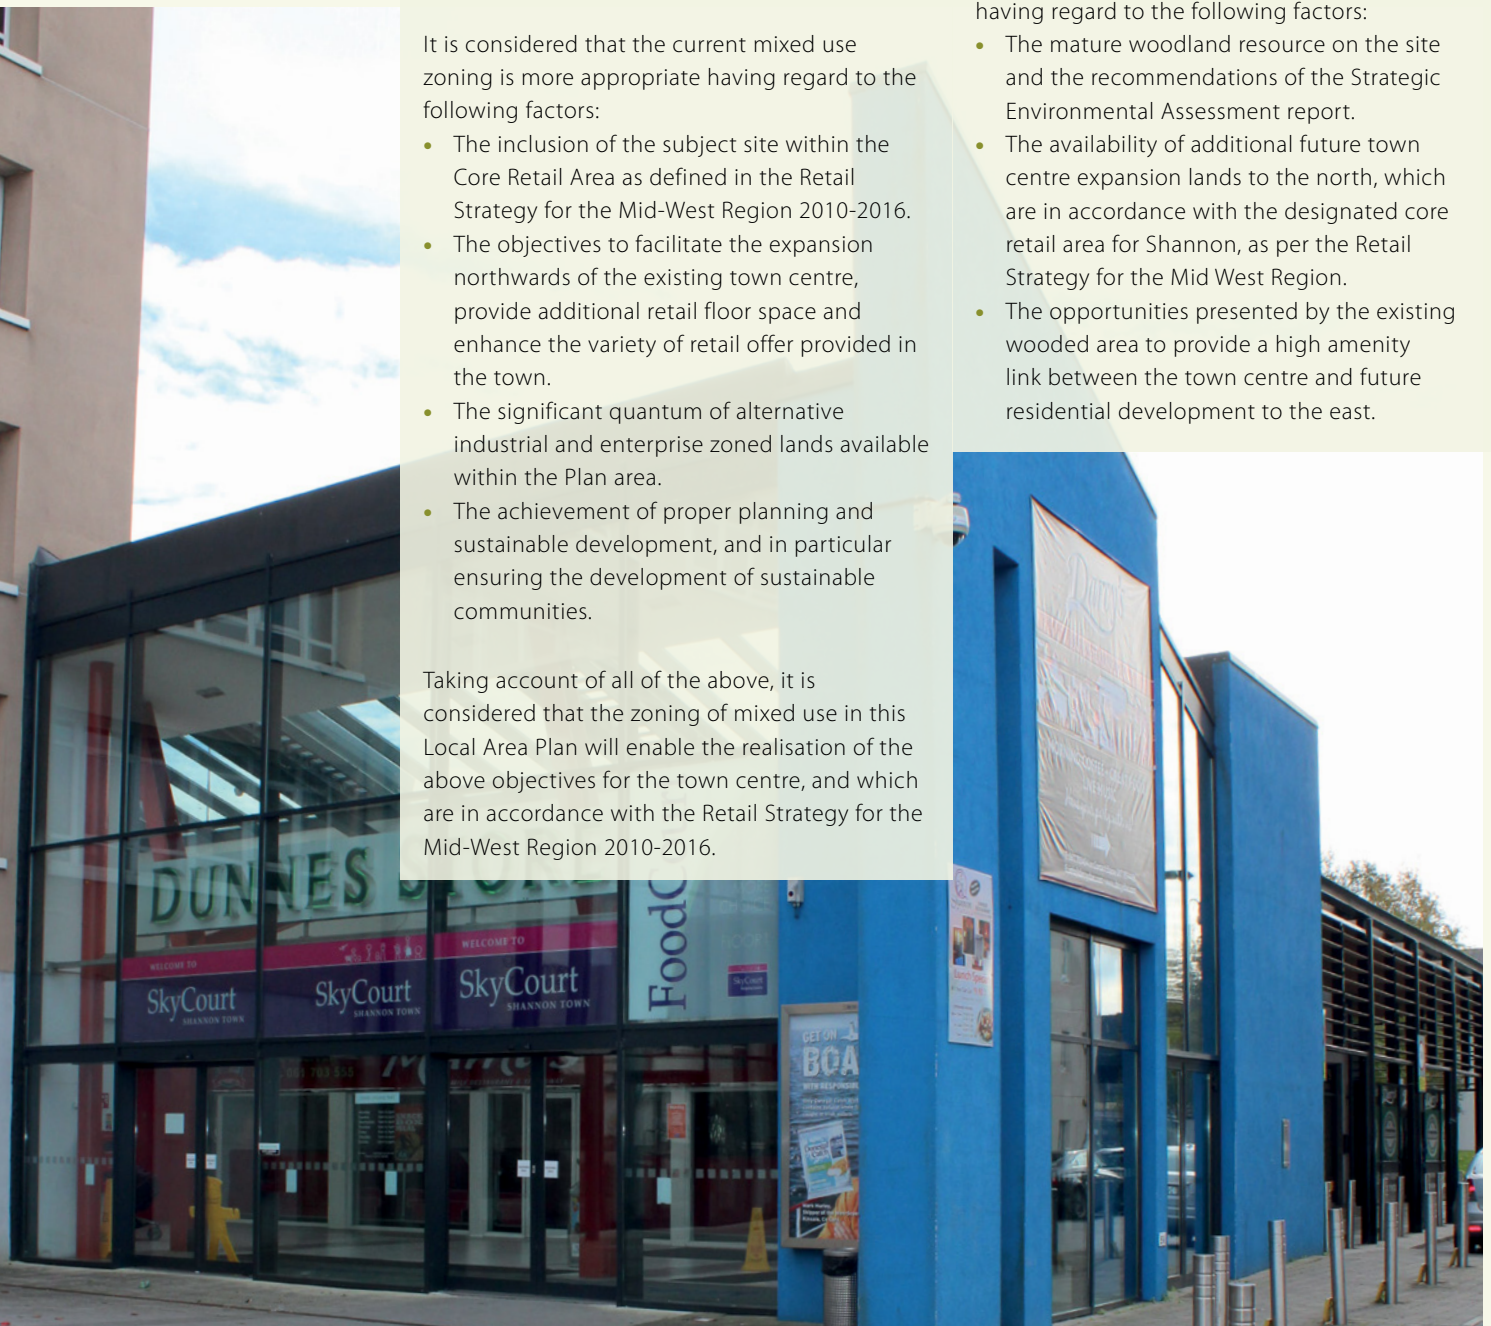 It is considered that the current mixed use
zoning is more appropriate having regard to the
following factors:
• The inclusion of the subject site within the
Core Retail Area as defined in the Retail
Strategy for the Mid-West Region 2010-2016.
• The objectives to facilitate the expansion
northwards of the existing town centre,
provide additional retail floor space and
enhance the variety of retail offer provided in
the town.
• The significant quantum of alternative
industrial and enterprise zoned lands available
within the Plan area.
• The achievement of proper planning and
sustainable development, and in particular
ensuring the development of sustainable
communities.
Taking account of all of the above, it is
considered that the zoning of mixed use in this
Local Area Plan will enable the realisation of the
above objectives for the town centre, and which
are in accordance with the Retail Strategy for the
Mid-West Region 2010-2016.
having regard to the following factors:
• The mature woodland resource on the site
and the recommendations of the Strategic
Environmental Assessment report.
• The availability of additional future town
centre expansion lands to the north, which
are in accordance with the designated core
retail area for Shannon, as per the Retail
Strategy for the Mid West Region.
• The opportunities presented by the existing
wooded area to provide a high amenity
link between the town centre and future
residential development to the east.
DUNNES STORE
WELCOME TO
SkyCourt
SHANNON TOWN
SkyCourt
SHANNON TOWN
WELCOME TO
SkyCourt
SHANNON TOWN
FoodC
SkyCourt
061 703 555
GET ON
BOA
WITH RESPONSIB